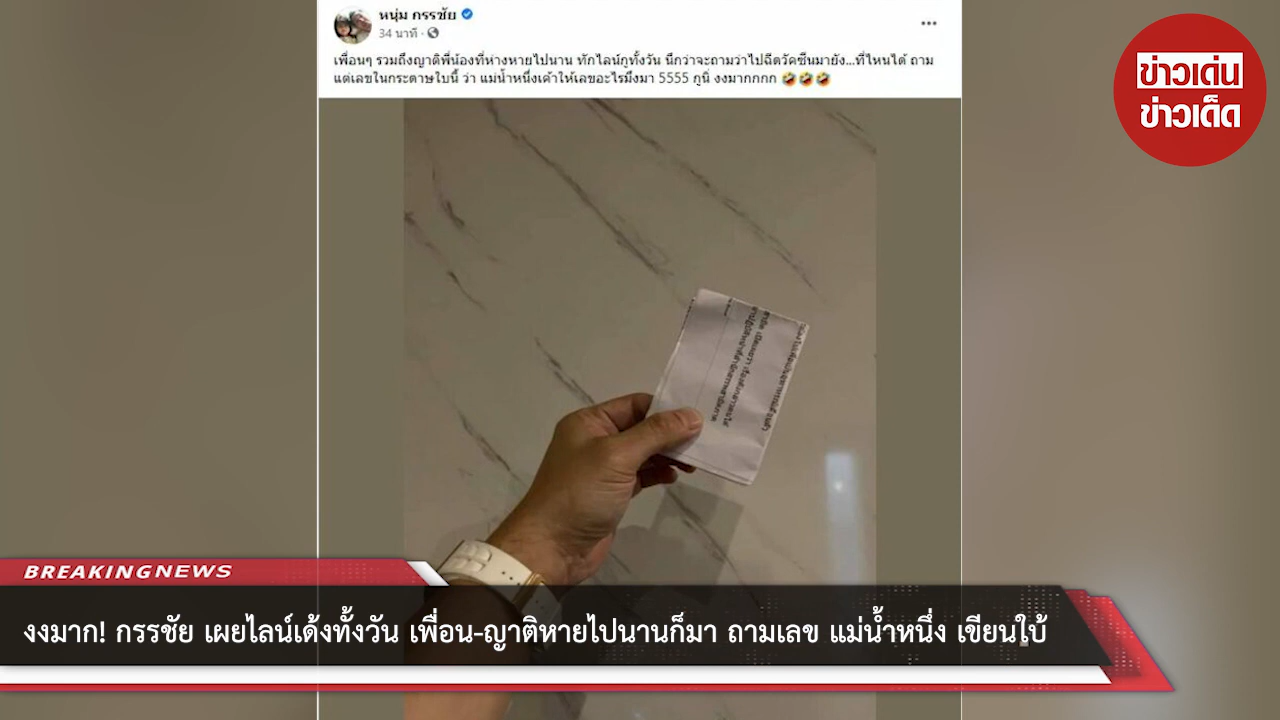 หนุ่ม กรรชัย
34 นาที ·
เพื่อนๆ รวมถึงญาติพี่น้องที่ห่างหายไปนาน ทักไลน์กูทั้งวัน นึกว่าจะถามว่าไปฉีดวัคซีนมายัง...ที่ไหนได้ ถาม
แต่เลขในกระดาษใบนี้ ว่า แม่น้ำหนึ่งเค้าให้เลขอะไรมึงมา 5555 กูนี่ งงมากกกก 🤣🤣🤣
ข่าวเด่น
ข่าวเด็ด
BREAKING NEWS
งงมาก! กรรชัย เผยไลน์เด้งทั้งวัน เพื่อน-ญาติหายไปนานก็มา ถามเลข แม่น้ำหนึ่ง เขียนใบ้